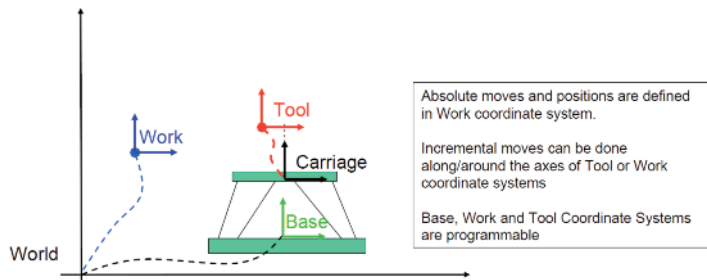 Tool
Work
Carriage
Base
World
Absolute moves and positions are defined
in Work coordinate system.
Incremental moves can be done
along/around the axes of Tool or Work
coordinate systems
Base, Work and Tool Coordinate Systems
are programmable